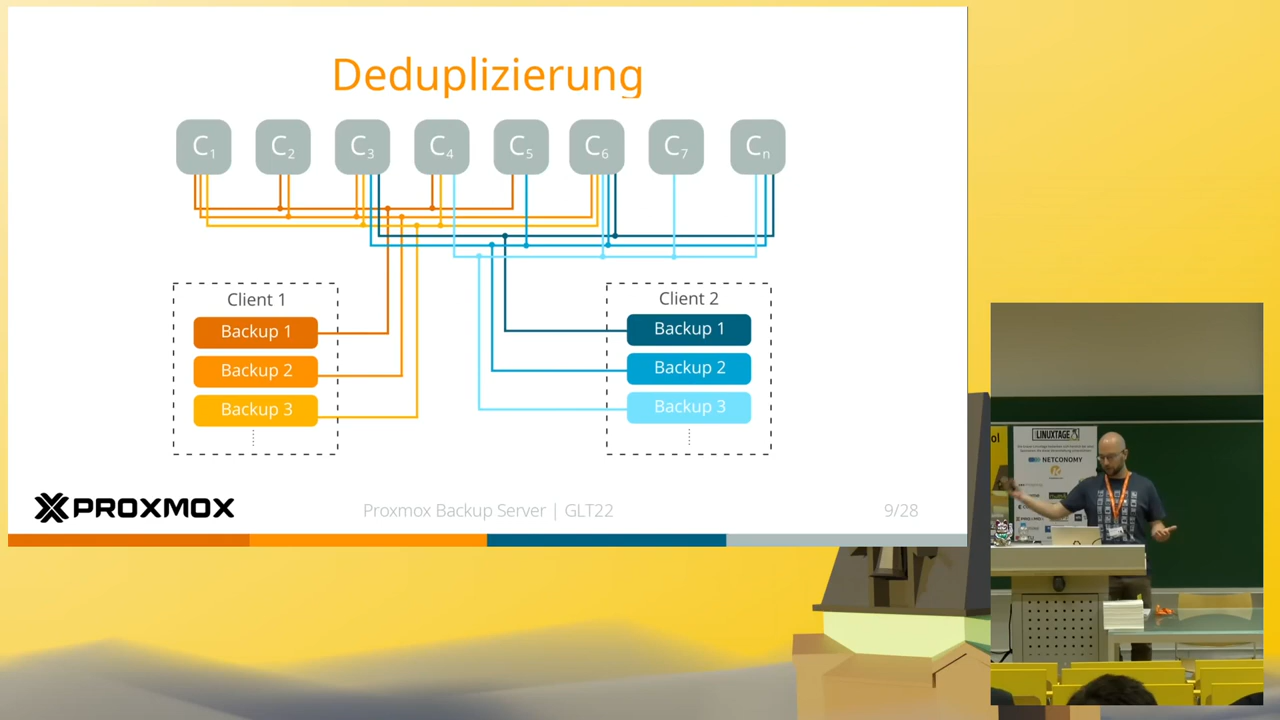 Deduplizierung
C1 C2 C3 C4 C5 C6 C7 Cn
Client 1
Backup 1
Backup 2
Backup 3
Client 2
Backup 1
Backup 2
Backup 3
PROXMOX
Proxmox Backup Server | GLT22
9/28
ol
LINUXTAGE
NETCONOMY